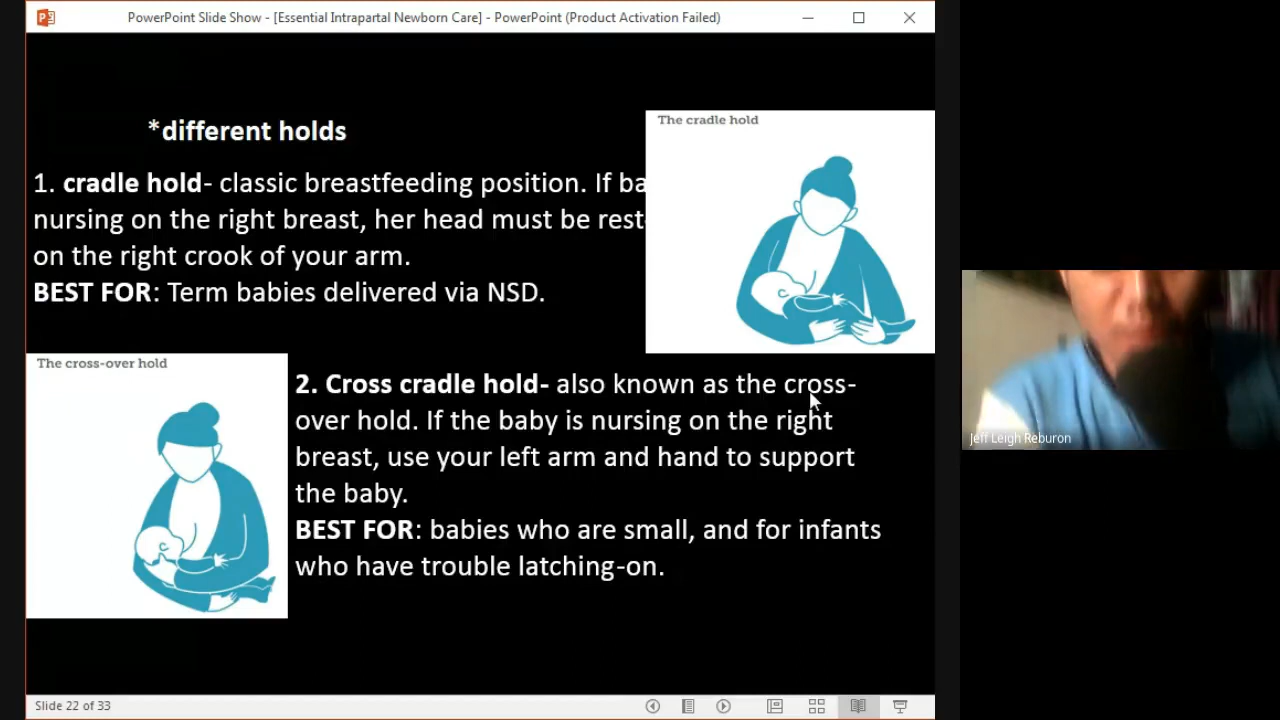 PowerPoint Slide Show - [Essential Intrapartal Newborn Care] - PowerPoint (Product Activation Failed)
*different holds
The cradle hold
1. cradle hold- classic breastfeeding position. If ba
nursing on the right breast, her head must be rest
on the right crook of your arm.
BEST FOR: Term babies delivered via NSD.
The cross-over hold
2. Cross cradle hold- also known as the cross-
over hold. If the baby is nursing on the right
breast, use your left arm and hand to support
the baby.
BEST FOR: babies who are small, and for infants
who have trouble latching-on.
Jeff Leigh Reburon
Slide 22 of 33